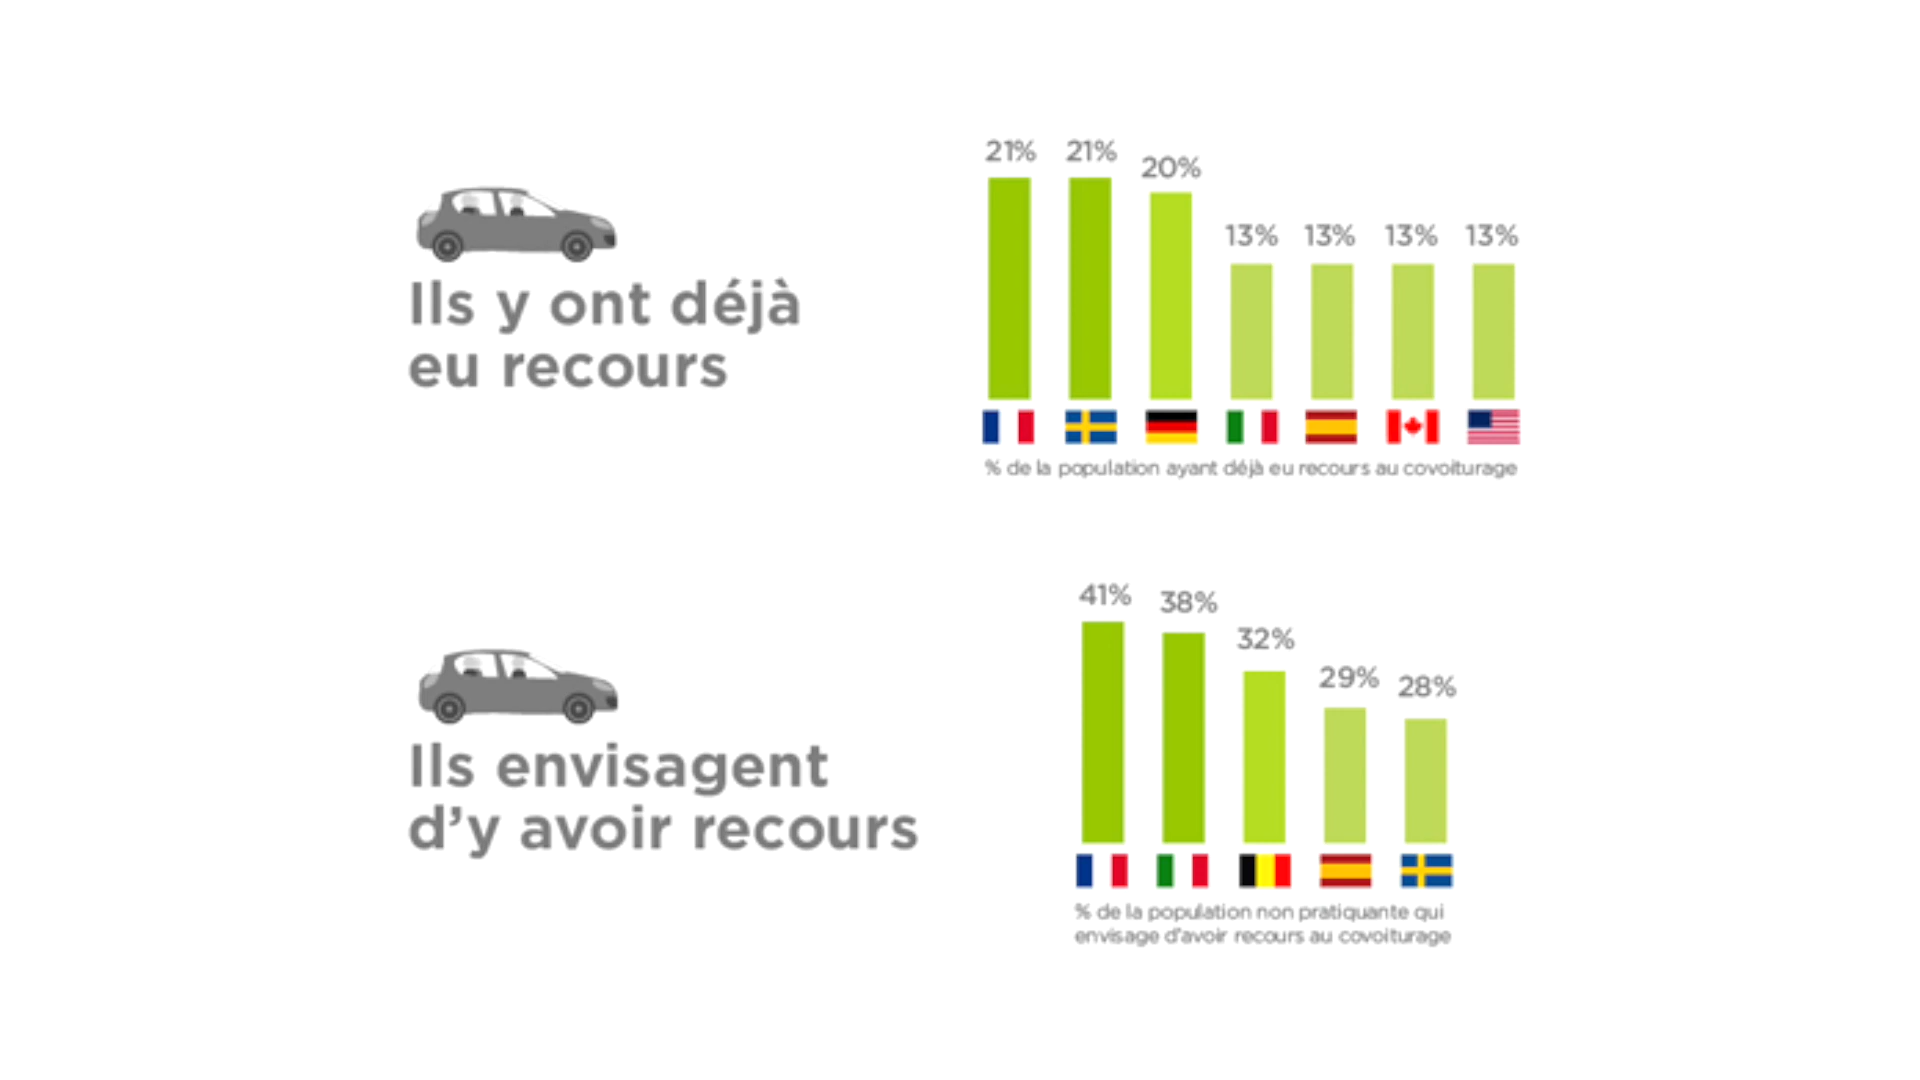 21% 21% 20% 13% 13% 13% 13%
Ils y ont déjà
eu recours
% de la population ayant déjà eu recours au covoiturage
41% 38% 32% 29% 28%
Ils envisagent
d’y avoir recours
% de la population non pratiquante qui
envisage d'avoir recours au covoiturage